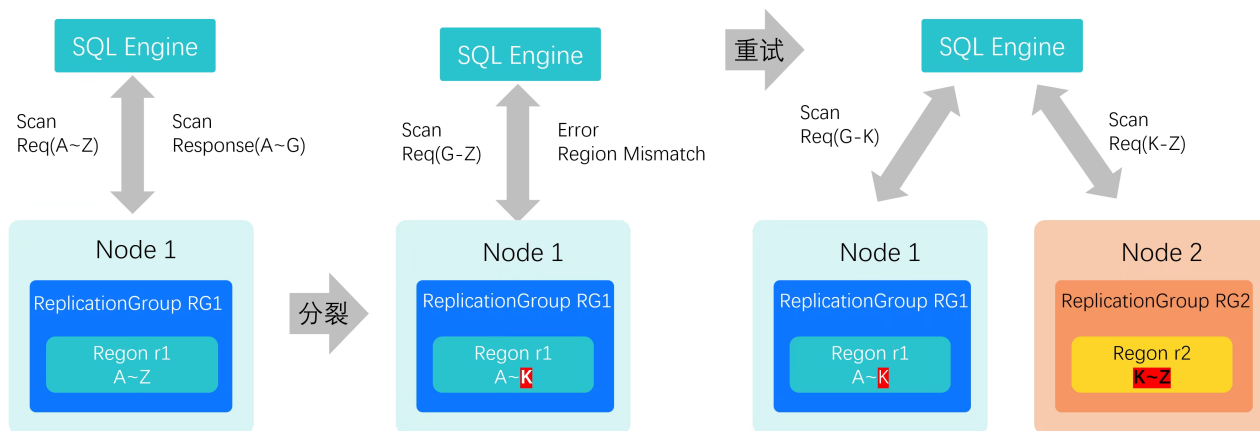 SQL Engine
Scan
Req(A~Z)
Scan
Response(A~G)
Node 1
ReplicationGroup RG1
Regon r1
A~Z
分裂
SQL Engine
Scan
Req(G-Z)
Error
Region Mismatch
Node 1
ReplicationGroup RG1
Regon r1
A~K
重试
SQL Engine
Scan
Req(G-K)
Scan
Req(K-Z)
Node 1
ReplicationGroup RG1
Regon r1
A~K
Node 2
ReplicationGroup RG2
Regon r2
K~Z